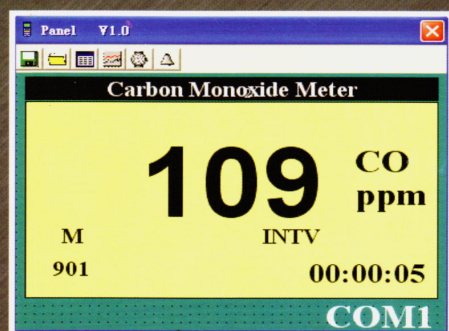 Panel V1.0
Carbon Monoxide Meter
109
CO
ppm
M
INTV
901
00:00:05
COM1